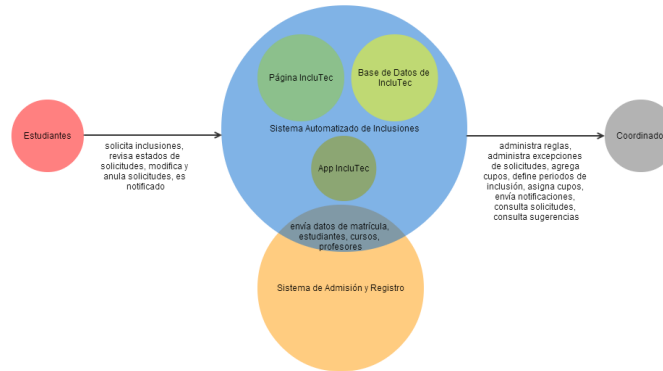 Página IncluTec
Base de Datos de
IncluTec
Estudiantes
Sistema Automatizado de Inclusiones
Coordinador
solicita inclusiones,
revisa estados de
solicitudes, modifica y
anula solicitudes, es
notificado
administra reglas,
administra excepciones
de solicitudes, agrega
cupos, define periodos de
inclusión, asigna cupos,
envía notificaciones,
consulta solicitudes,
consulta sugerencias
App IncluTec
envía datos de matrícula,
estudiantes, cursos,
profesores
Sistema de Admisión y Registro